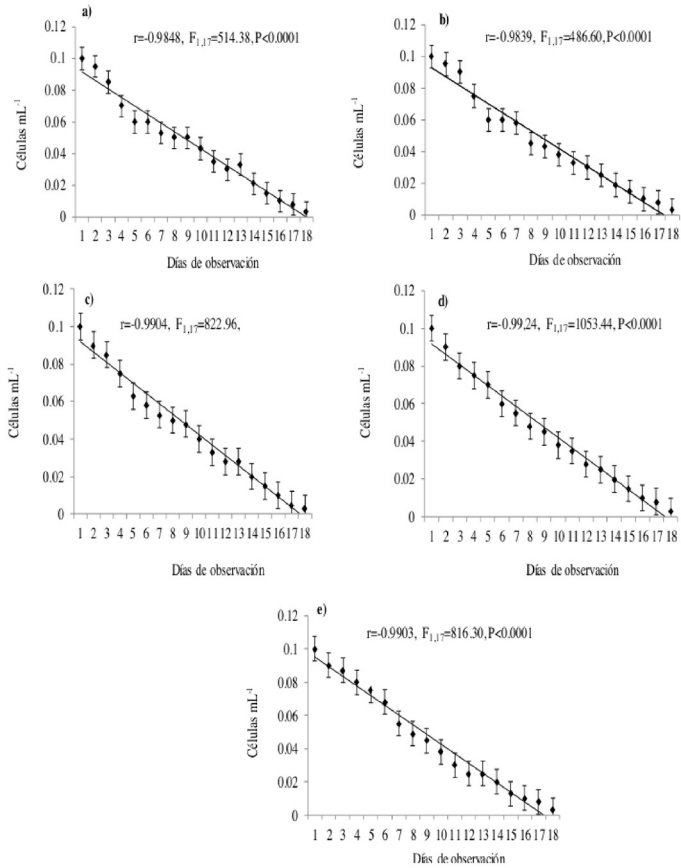 a)
r=-0.9848, F1,17=514.38, P<0.0001
Células mL-1
0.12
0.1
0.08
0.06
0.04
0.02
0
1 2 3 4 5 6 7 8 9 10 11 12 13 14 15 16 17 18
Días de observación
b)
r=-0.9839, F1,17=486.60, P<0.0001
Células mL-1
0.12
0.1
0.08
0.06
0.04
0.02
0
1 2 3 4 5 6 7 8 9 10 11 12 13 14 15 16 17 18
Días de observación
c)
r=-0.9904, F1,17=822.96,
Células mL-1
0.12
0.1
0.08
0.06
0.04
0.02
0
1 2 3 4 5 6 7 8 9 10 11 12 13 14 15 16 17 18
Días de observación
d)
r=-0.99,24, F1,17=1053.44, P<0.0001
Células mL-1
0.12
0.1
0.08
0.06
0.04
0.02
0
1 2 3 4 5 6 7 8 9 10 11 12 13 14 15 16 17 18
Días de observación
e)
r=-0.9903, F1,17=816.30, P<0.0001
Células mL-1
0.12
0.1
0.08
0.06
0.04
0.02
0
1 2 3 4 5 6 7 8 9 10 11 12 13 14 15 16 17 18
Días de observación